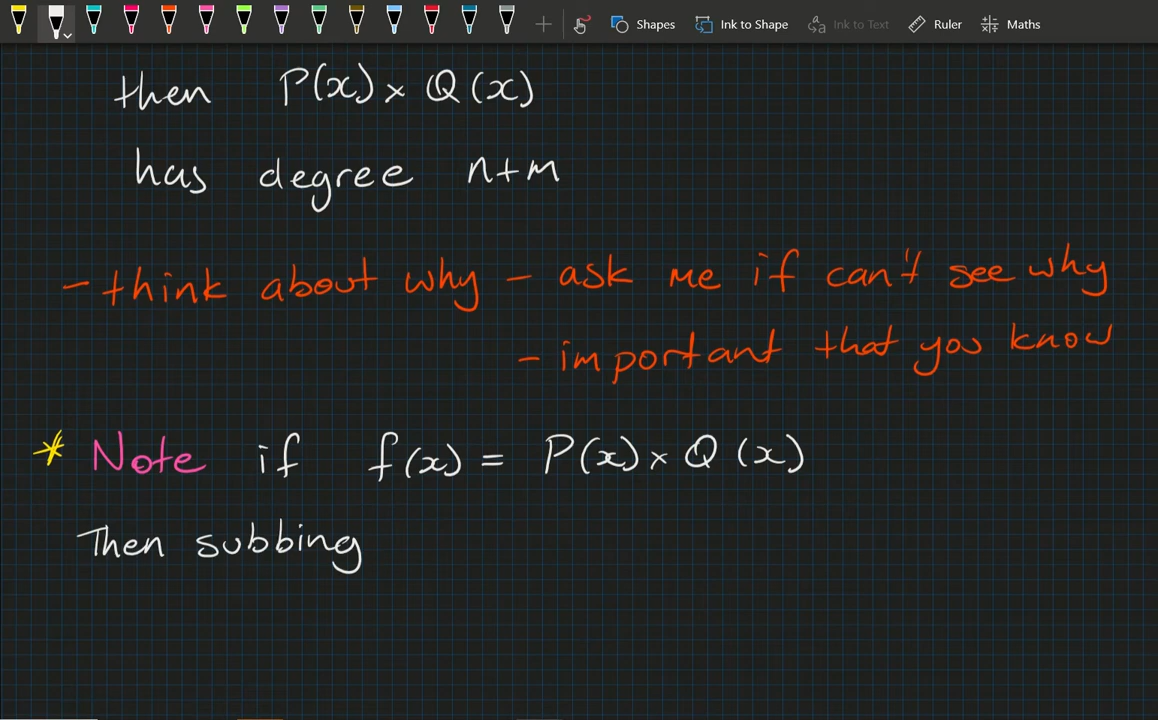 Shapes Ink to Shape Ink to Text Ruler Maths
then P(x) × Q(x)
has degree n+m
- think about why - ask me if can't see why
- important that you know
* Note if f(x) = P(x) × Q(x)
Then subbing